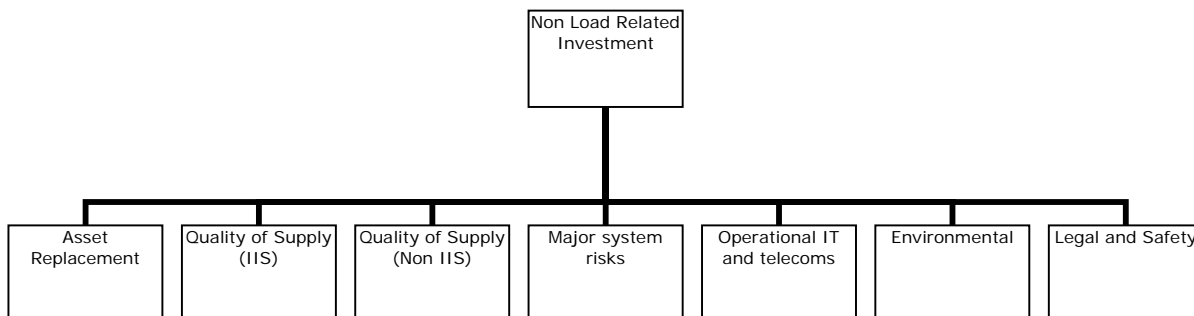 Non Load Related
Investment
Asset
Replacement
Quality of Supply
(IIS)
Quality of Supply
(Non IIS)
Major system
risks
Operational IT
and telecoms
Environmental
Legal and Safety